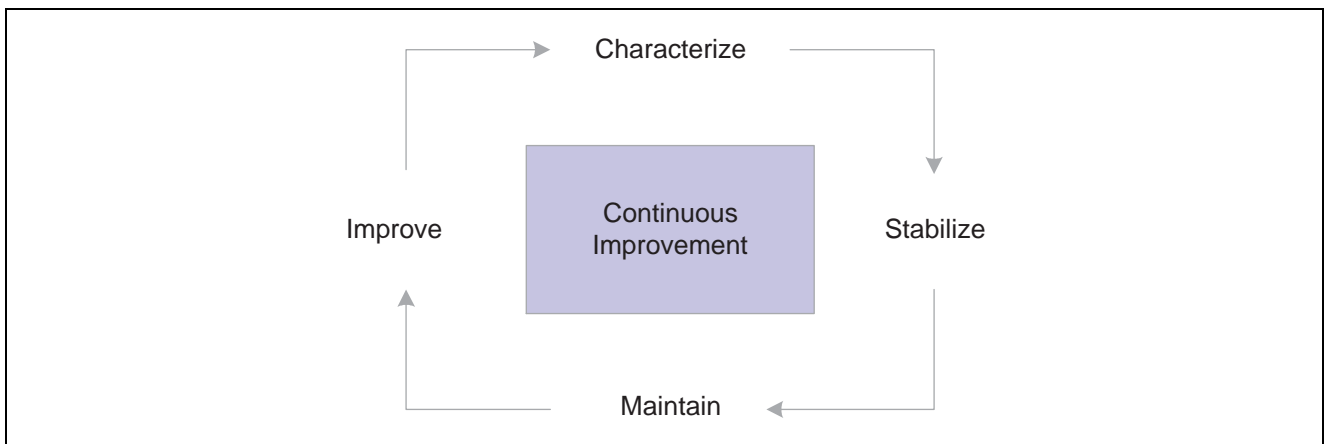 Characterize
Continuous
Improvement
Improve
Stabilize
Maintain